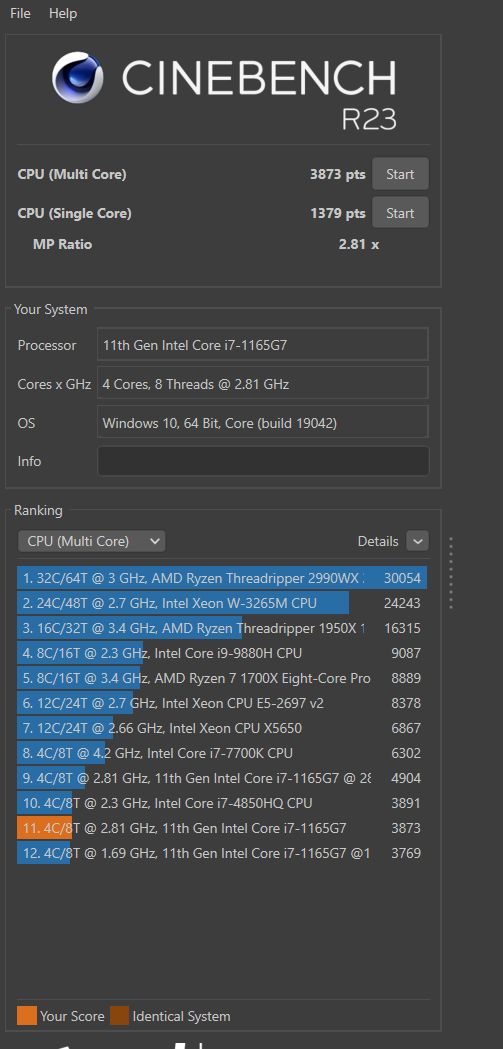 File Help
CINEBENCH
R23
CPU (Multi Core) 3873 pts Start
CPU (Single Core) 1379 pts Start
MP Ratio 2.81 x
Your System
Processor 11th Gen Intel Core i7-1165G7
Cores x GHz 4 Cores, 8 Threads @ 2.81 GHz
OS Windows 10, 64 Bit, Core (build 19042)
Info
Ranking
CPU (Multi Core) Details
1. 32C/64T @ 3 GHz, AMD Ryzen Threadripper 2990WX 30054
2. 24C/48T @ 2.7 GHz, Intel Xeon W-3265M CPU 24243
3. 16C/32T @ 3.4 GHz, AMD Ryzen Threadripper 1950X 1 16315
4. 8C/16T @ 2.3 GHz, Intel Core i9-9880H CPU 9087
5. 8C/16T @ 3.4 GHz, AMD Ryzen 7 1700X Eight-Core Pro 8889
6. 12C/24T @ 2.7 GHz, Intel Xeon CPU E5-2697 v2 8378
7. 12C/24T @ 2.66 GHz, Intel Xeon CPU X5650 6867
8. 4C/8T @ 4.2 GHz, Intel Core i7-7700K CPU 6302
9. 4C/8T @ 2.81 GHz, 11th Gen Intel Core i7-1165G7 @ 28 4904
10. 4C/8T @ 2.3 GHz, Intel Core i7-4850HQ CPU 3891
11. 4C/8T @ 2.81 GHz, 11th Gen Intel Core i7-1165G7 3873
12. 4C/8T @ 1.69 GHz, 11th Gen Intel Core i7-1165G7 @1 3769
Your Score Identical System